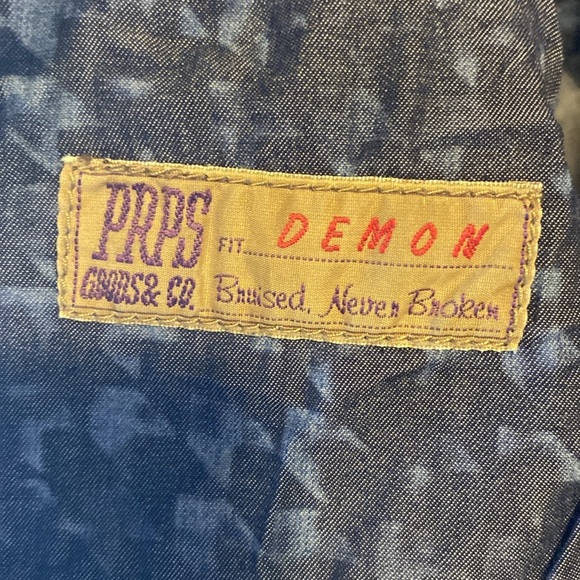 PRPS
GOODS & CO.
FIT DEMON
Bruised, Never Broken